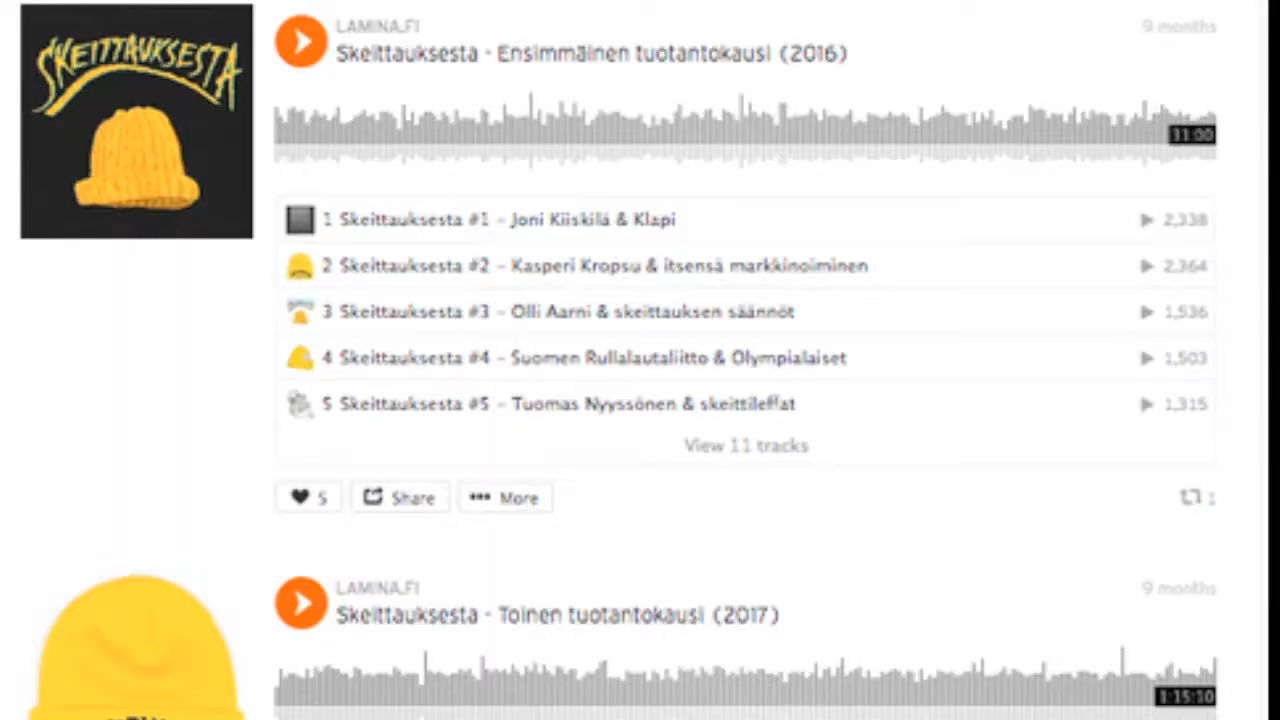 SKEITTAUKSESTA
LAMINA.FI
9 months
Skeittauksesta - Ensimmäinen tuotantokausi (2016)
11:00
1 Skeittauksesta #1 - Joni Kiiskilä & Klapi
2,338
2 Skeittauksesta #2 - Kasperi Kropsu & itsensä markkinoiminen
2,364
3 Skeittauksesta #3 - Olli Aarni & skeittauksen säännöt
1,536
4 Skeittauksesta #4 - Suomen Rullalautaliitto & Olympialaiset
1,503
5 Skeittauksesta #5 - Tuomas Nyyssönen & skeittileffat
1,315
View 11 tracks
5 Share More
1
LAMINA.FI
9 months
Skeittauksesta - Toinen tuotantokausi (2017)
1:15:10